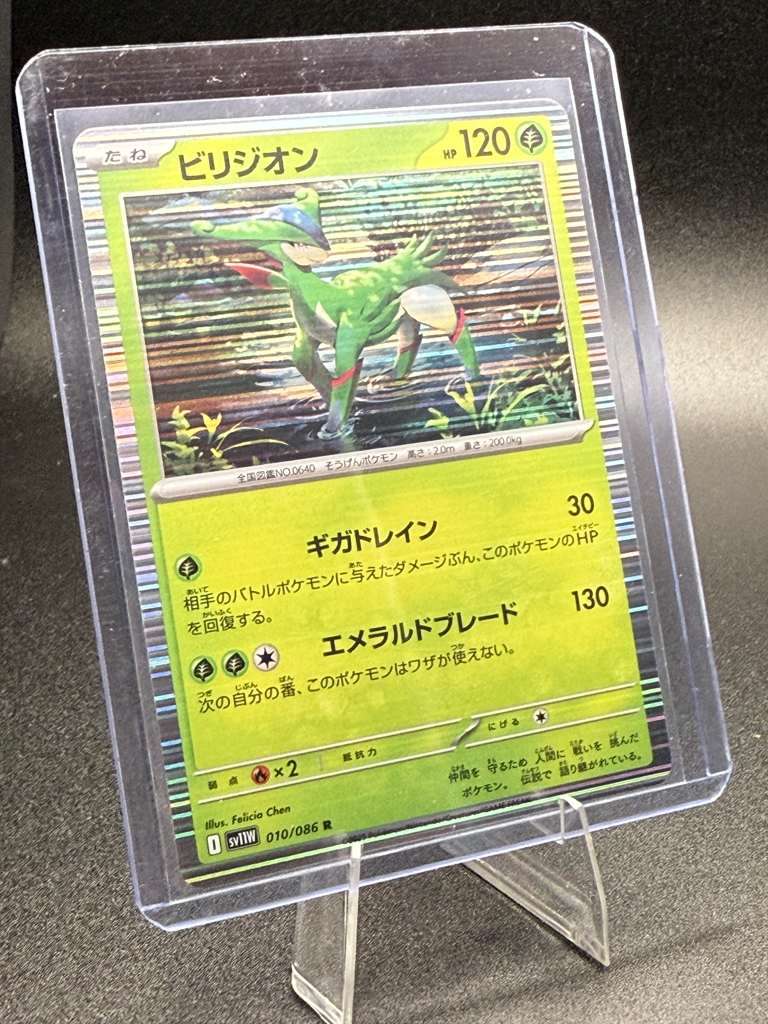 たね ビリジオン HP 120
全国図鑑NO.0640 そうげんポケモン 高さ:2.0m 重さ:200.0kg
ギガドレイン 30
相手のバトルポケモンに与えたダメージぶん、このポケモンのHP
を回復する。
エメラルドブレード 130
次の自分の番、このポケモンはワザが使えない。
弱点 ×2 抵抗力 にげる
仲間を 守るため 人間に 戦いを 挑んだ
ポケモン。 伝説で 語り継がれている。
Illus. Felicia Chen
I sv11W 010/086 R